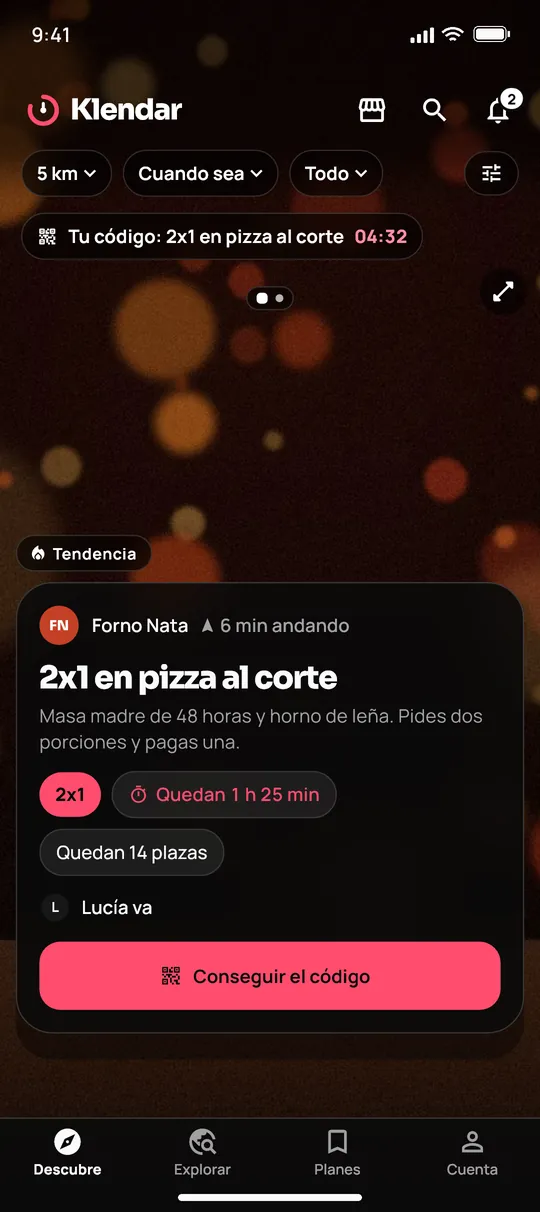 9:41
Klendar
2
5 km
Cuando sea
Todo
Tu código: 2x1 en pizza al corte 04:32
Tendencia
FN
Forno Nata
6 min andando
2x1 en pizza al corte
Masa madre de 48 horas y horno de leña. Pides dos
porciones y pagas una.
2x1
Quedan 1 h 25 min
Quedan 14 plazas
L
Lucía va
Conseguir el código
Descubre
Explorar
Planes
Cuenta